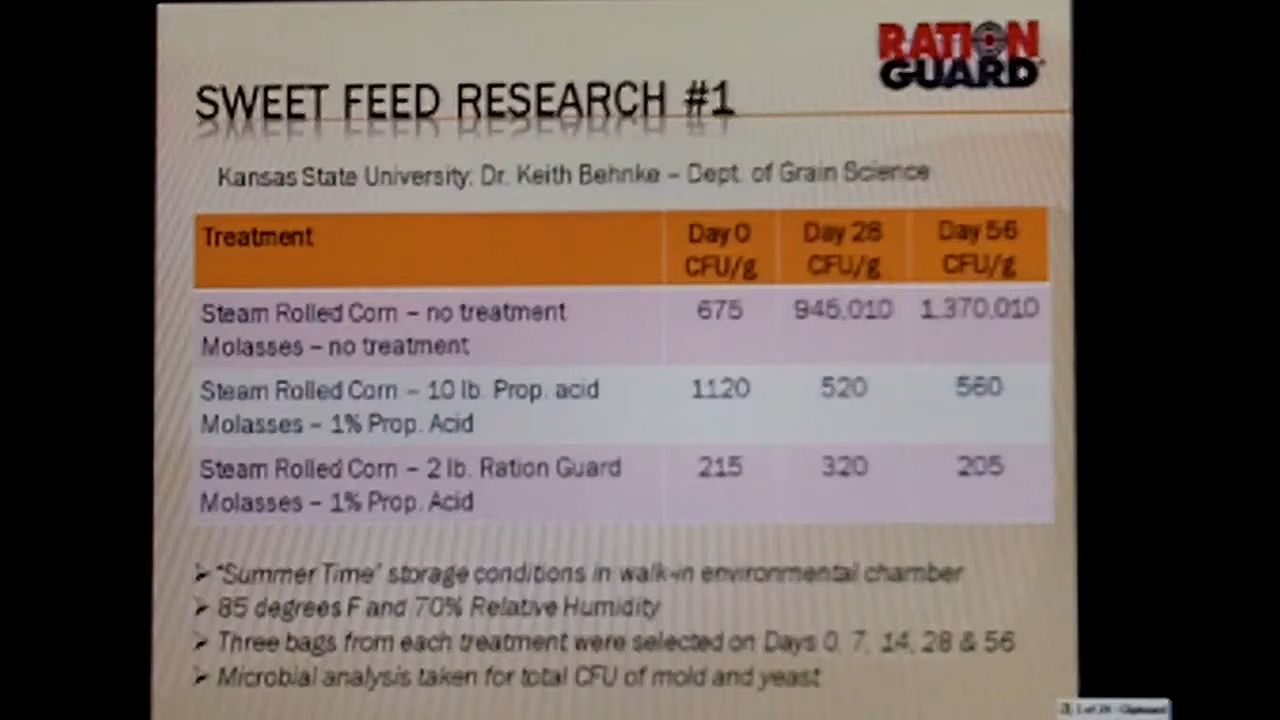 RATION
GUARD
SWEET FEED RESEARCH #1
Kansas State University: Dr. Keith Behnke – Dept. of Grain Science
Treatment
Day 0
CFU/g
Day 28
CFU/g
Day 56
CFU/g
Steam Rolled Corn – no treatment
Molasses – no treatment
675
945,010
1,370,010
Steam Rolled Corn – 10 lb. Prop. acid
Molasses – 1% Prop. Acid
1120
520
560
Steam Rolled Corn – 2 lb. Ration Guard
Molasses – 1% Prop. Acid
215
320
205
➢ "Summer Time" storage conditions in walk-in environmental chamber
➢ 85 degrees F and 70% Relative Humidity
➢ Three bags from each treatment were selected on Days 0, 7, 14, 28 & 56
➢ Microbial analysis taken for total CFU of mold and yeast